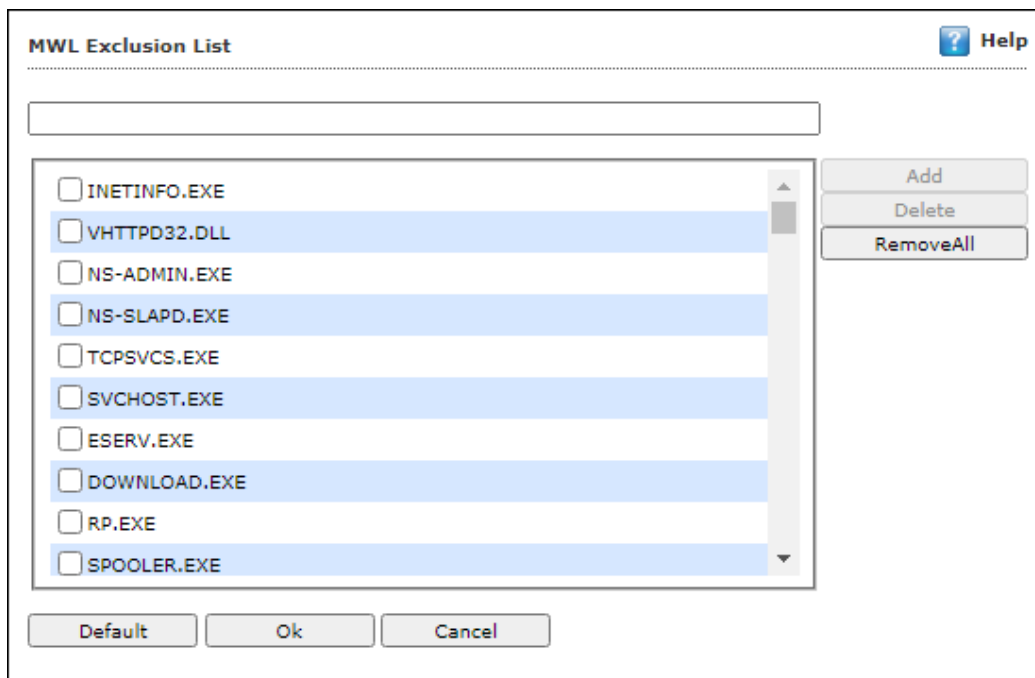 MWL Exclusion List
? Help
Add
Delete
RemoveAll
INETINFO.EXE
VHTTPD32.DLL
NS-ADMIN.EXE
NS-SLAPD.EXE
TCPSVCS.EXE
SVCHOST.EXE
ESERV.EXE
DOWNLOAD.EXE
RP.EXE
SPOOLER.EXE
Default
Ok
Cancel